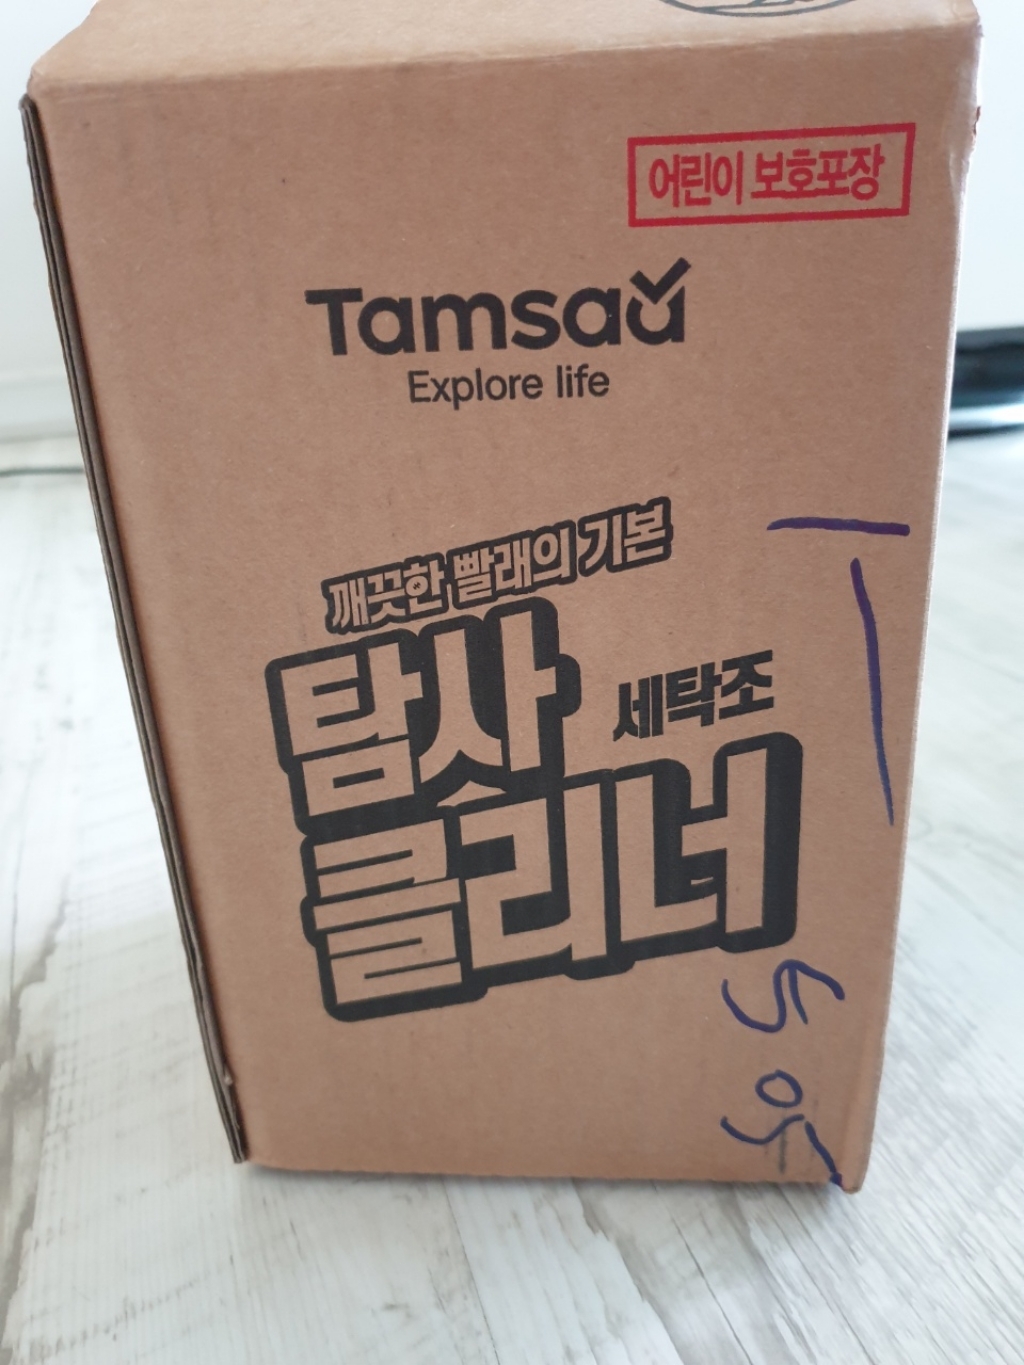 어린이 보호포장
Tamsaa
Explore life
깨끗한 빨래의 기본
탐사
세탁조
클리너